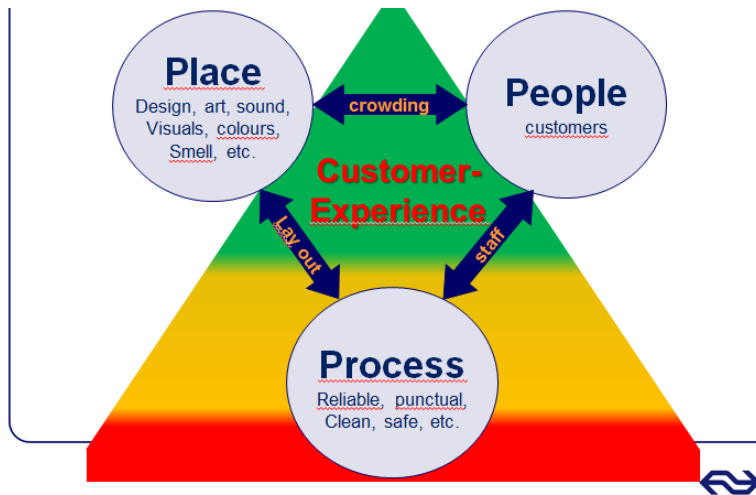 Place
Design, art, sound,
Visuals, colours,
Smell, etc.
crowding
People
customers
Customer-
Experience
Lay out
staff
Process
Reliable, punctual,
Clean, safe, etc.